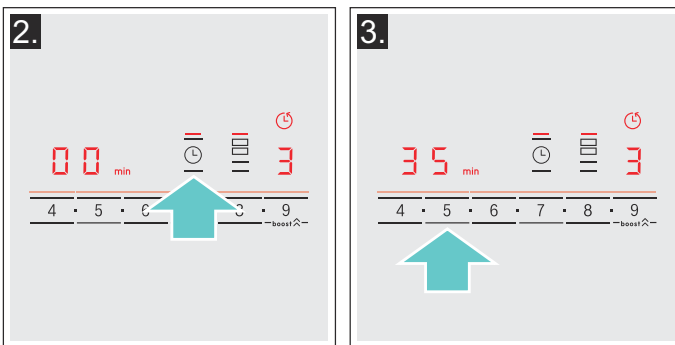 2.
00 min 3
4 · 5 · 6 8 · 9
boost
3.
35 min 3
4 · 5 · 6 · 7 · 8 · 9
boost